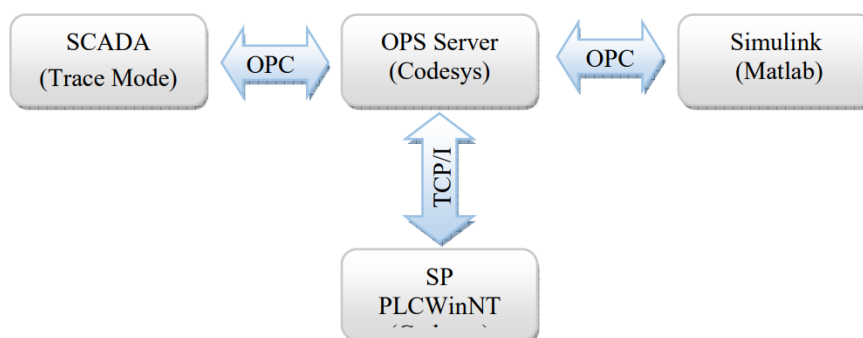 SCADA
(Trace Mode)
OPC
OPS Server
(Codesys)
OPC
Simulink
(Matlab)
TCP/I
SP
PLCWinNT